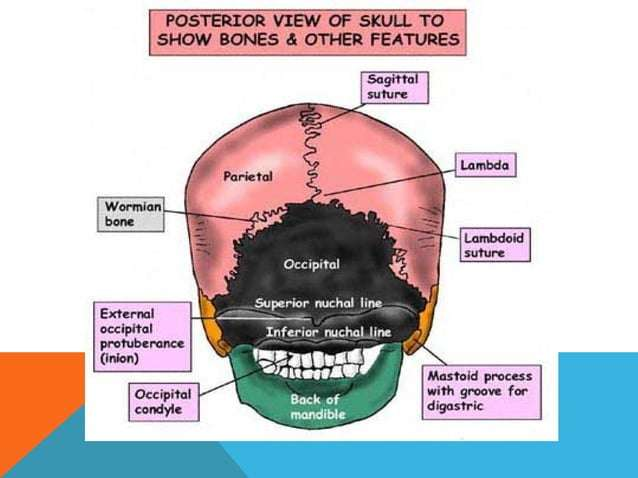 POSTERIOR VIEW OF SKULL TO
SHOW BONES & OTHER FEATURES
Sagittal
suture
Parietal
Lambda
Wormian
bone
Lambdoid
suture
Occipital
Superior nuchal line
External
occipital
protuberance
(inion)
Inferior nuchal line
Mastoid process
with groove for
digastric
Occipital
condyle
Back of
mandible